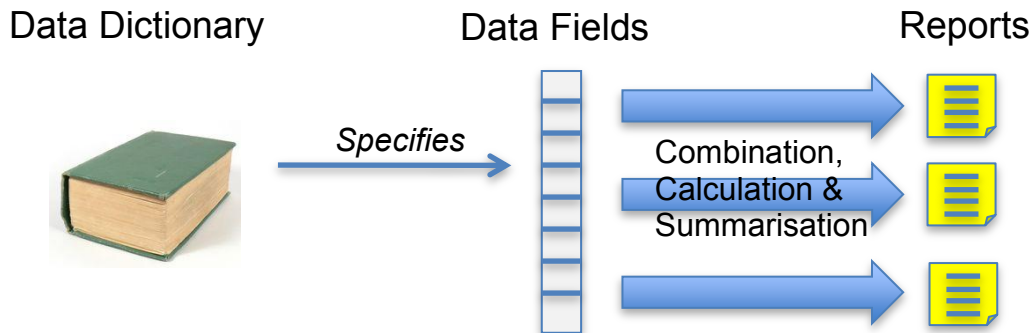 Data Dictionary
Data Fields
Reports
Specifies
Combination,
Calculation &
Summarisation